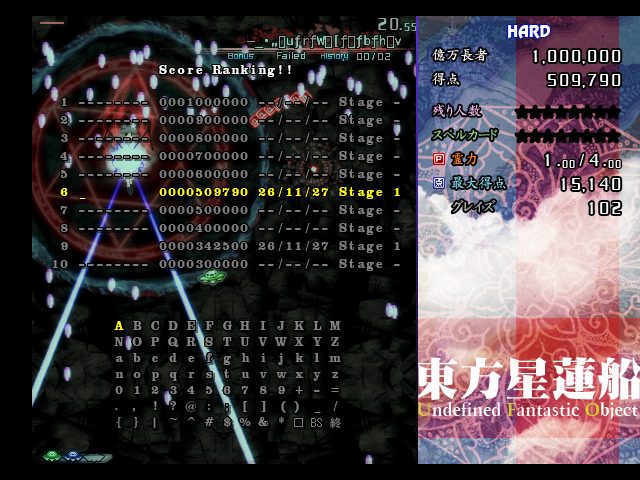 20.55
Bonus Failed History 00/02
Score Ranking!!
1 -------- 0001000000 --/--/-- Stage -
2 -------- 0000900000 --/--/-- Stage -
3 -------- 0000800000 --/--/-- Stage -
4 -------- 0000700000 --/--/-- Stage -
5 -------- 0000600000 --/--/-- Stage -
6 _ 0000509790 26/11/27 Stage 1
7 -------- 0000500000 --/--/-- Stage -
8 -------- 0000400000 --/--/-- Stage -
9 -------- 0000342500 26/11/27 Stage 1
10 -------- 0000300000 --/--/-- Stage -
A B C D E F G H I J K L M
N O P Q R S T U V W X Y Z
a b c d e f g h i j k l m
n o p q r s t u v w x y z
0 1 2 3 4 5 6 7 8 9 + - =
. , ! ? @ : ; [ ] ( ) _ /
{ } | ~ ^ # $ % & * □ BS 終
HARD
億万長者 1,000,000
得点 509,790
残り人数
スペルカード
P 霊力 1.00/4.00
点 最大得点 15,140
グレイズ 102
東方星蓮船
Undefined Fantastic Object